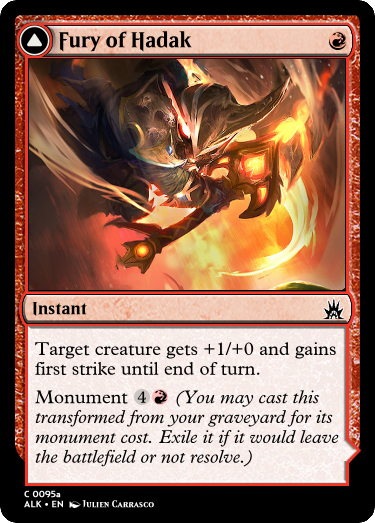 Fury of Hadak
Instant
Target creature gets +1/+0 and gains
first strike until end of turn.
Monument 4 (You may cast this
transformed from your graveyard for its
monument cost. Exile it if it would leave
the battlefield or not resolve.)
C 0095a
ALK • EN Julien Carrasco